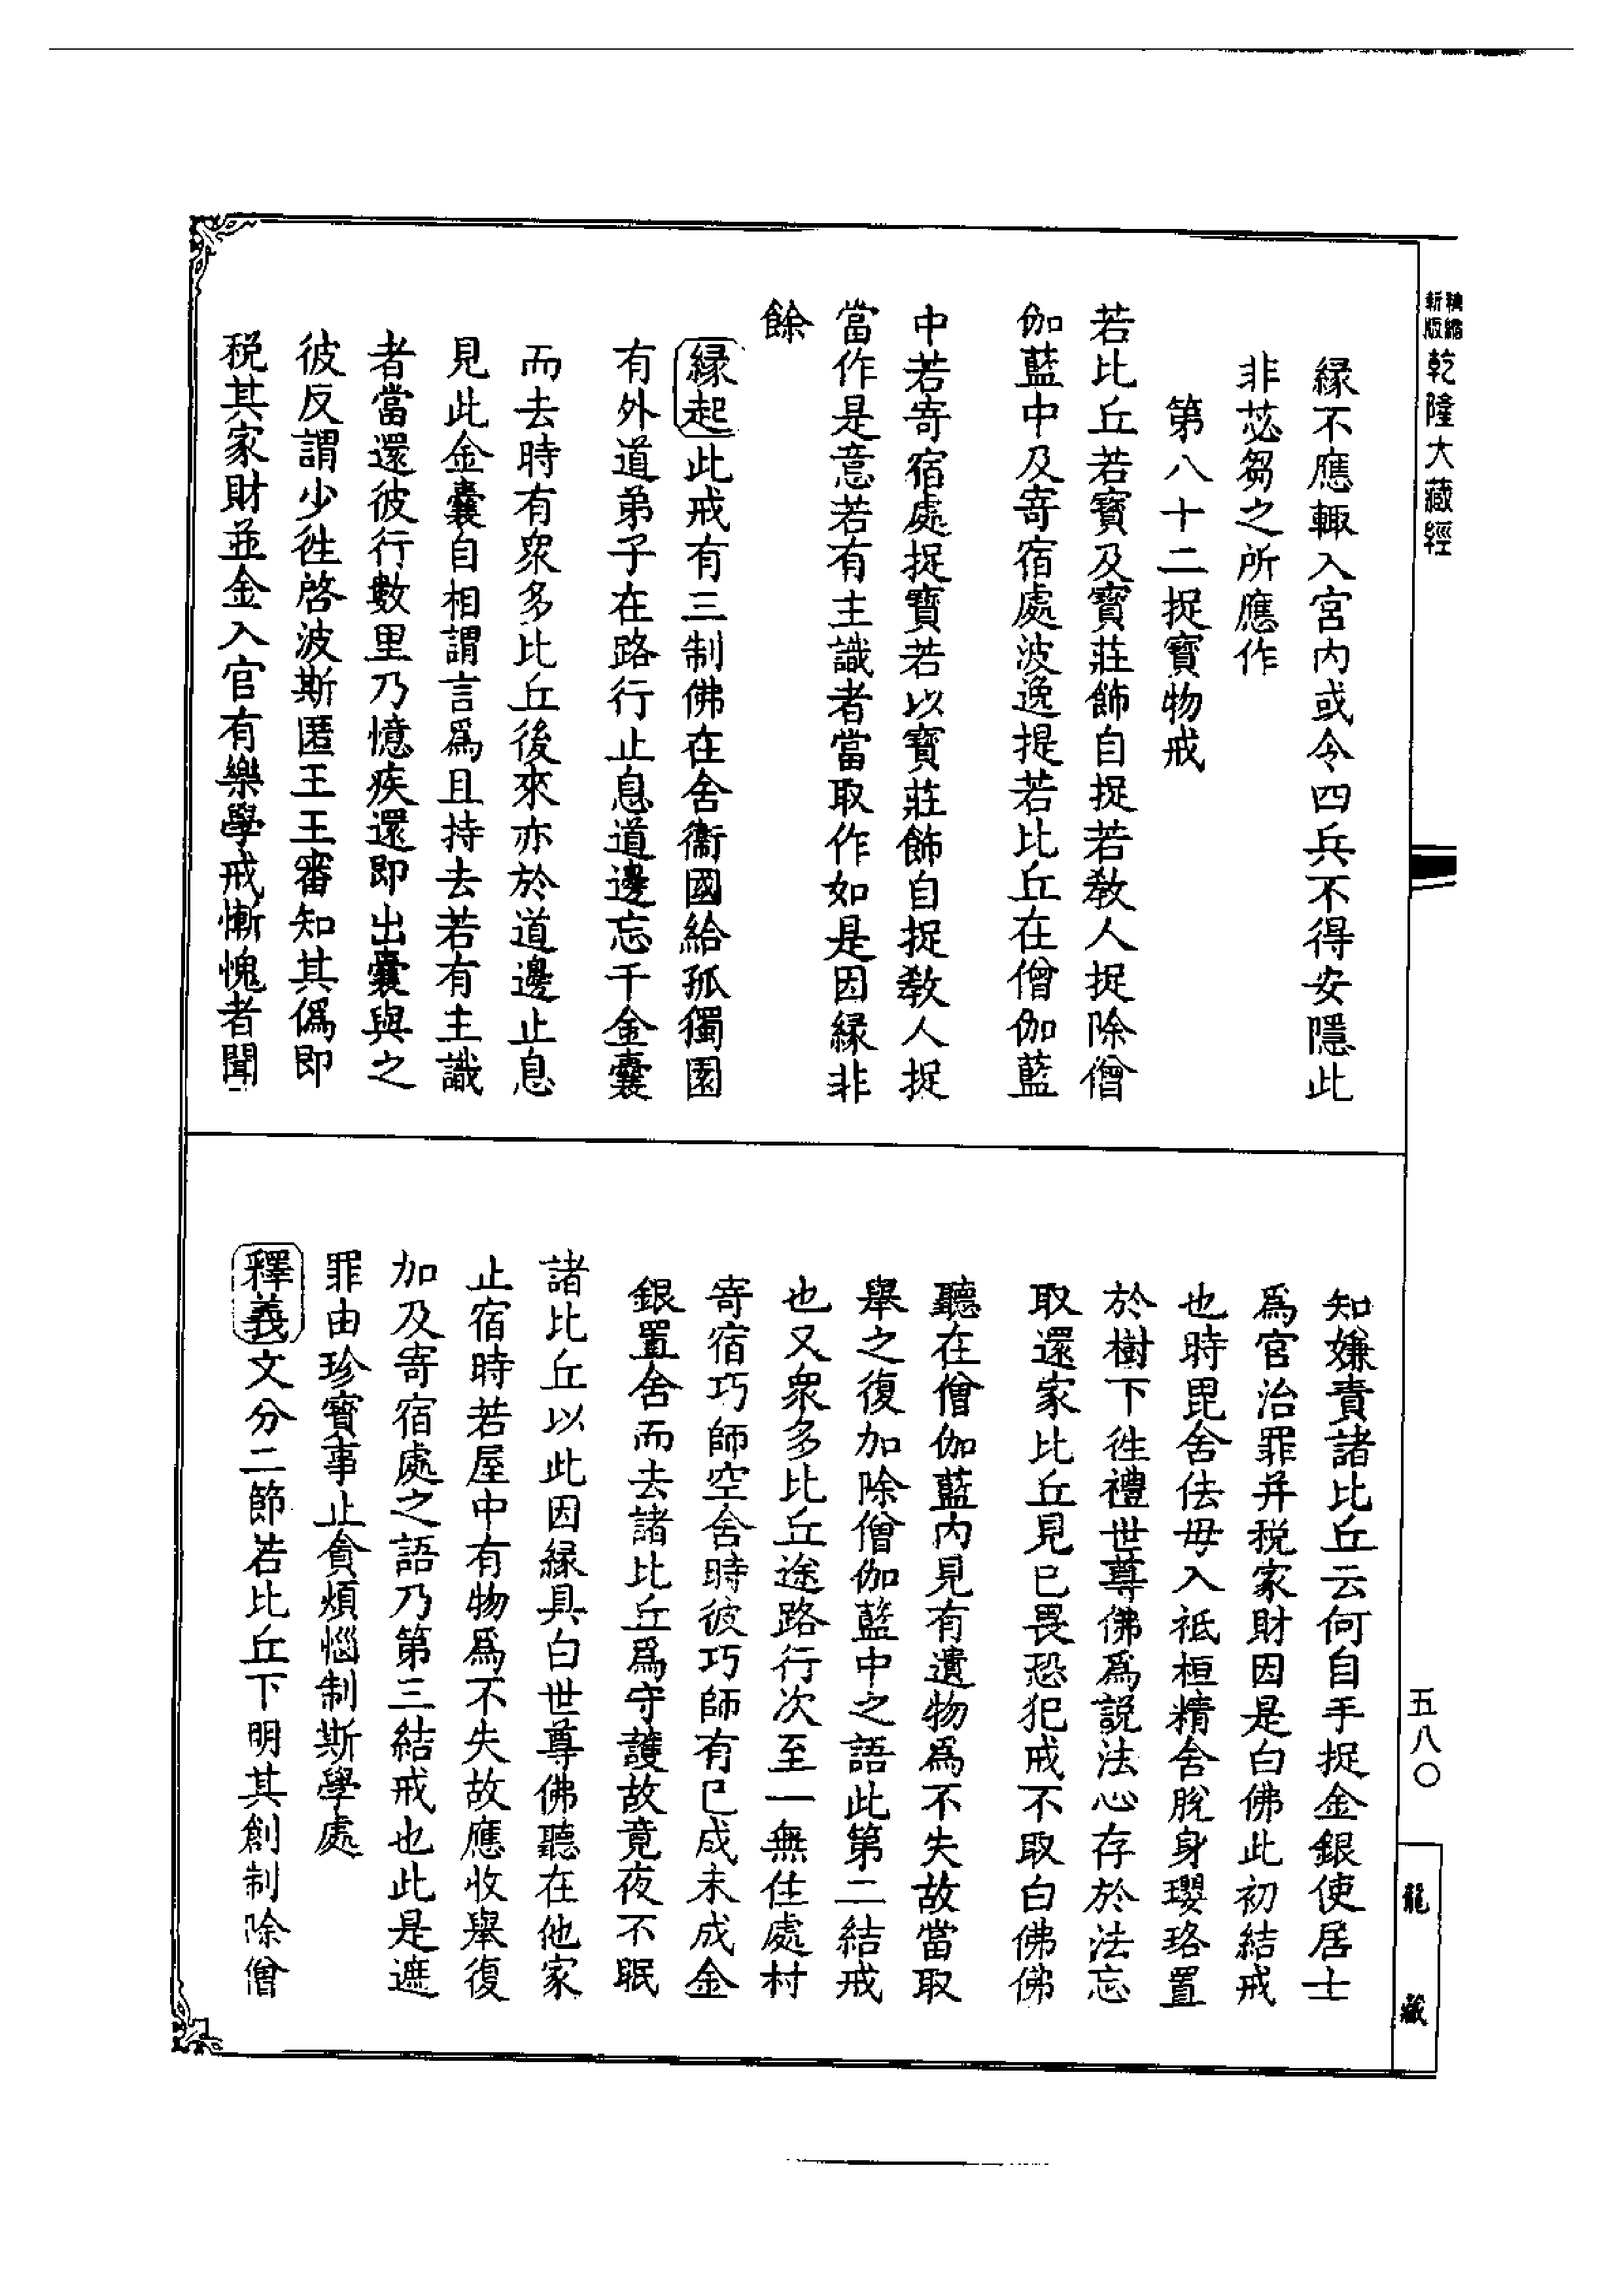 精縮新版乾隆大藏經
緣不應輙入宮内或令四兵不得安隱此
非苾芻之所應作
第八十二捉寳物戒
若比丘若寳及寳莊飾自捉若教人捉除僧
伽藍中及寄宿處波逸提若比丘在僧伽藍
中若寄宿處捉寳若以寳莊飾自捉教人捉
當作是意若有主識者當取作如是因緣非
餘
緣起此戒有三制佛在舍衞國給孤獨園
有外道弟子在路行止息道邊忘千金囊
而去時有眾多比丘後來亦於道邊止息
見此金囊自相謂言爲且持去若有主識
者當還彼行數里乃憶疾還即出囊與之
彼反謂少徃啓波斯匿王王審知其僞即
税其家財並金入官有樂學戒慚愧者聞
知嫌責諸比丘云何自手捉金銀使居士
爲官治罪并税家財因是白佛此初結戒
也時毘舍佉毋入祇桓精舍脫身瓔珞置
於樹下徃禮世尊佛爲説法心存於法忘
取還家比丘見已畏恐犯戒不取白佛佛
聽在僧伽藍内見有遺物爲不失故當取
舉之復加除僧伽藍中之語此第二結戒
也又眾多比丘途路行次至一無住處村
寄宿巧師空舍時彼巧師有已成未成金
銀置舍而去諸比丘爲守護故竟夜不眠
諸比丘以此因緣具白世尊佛聽在他家
止宿時若屋中有物爲不失故應收舉復
加及寄宿處之語乃第三結戒也此是遮
罪由珍寳事止貪煩惱制斯學處
釋義文分二節若比丘下明其創制除僧
五八〇
龍藏